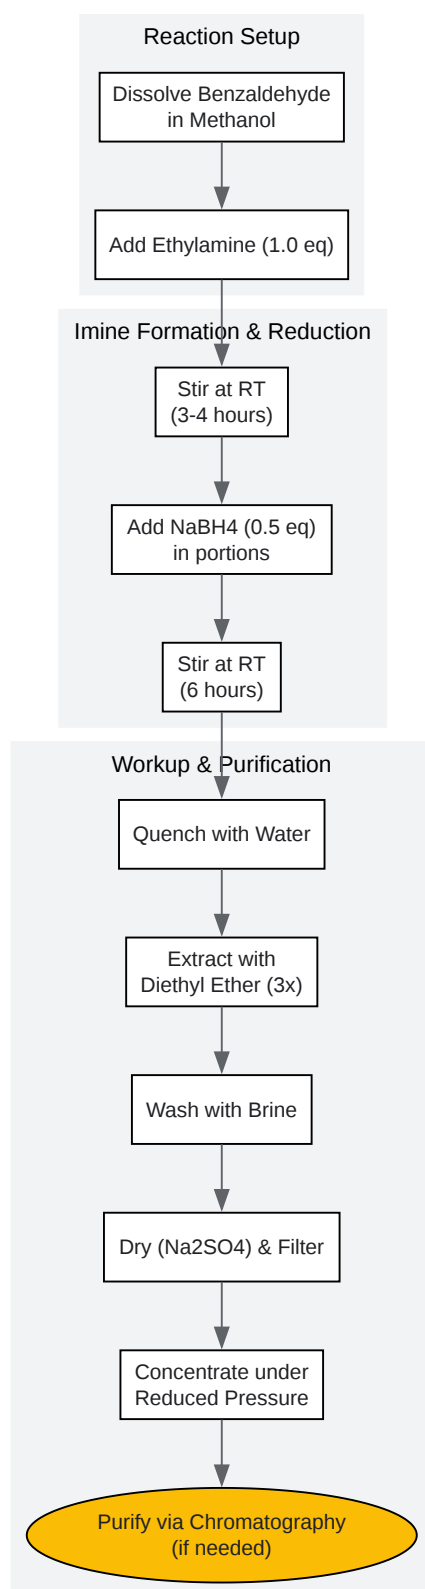 Reaction Setup
Dissolve Benzaldehyde
in Methanol
Add Ethylamine (1.0 eq)
Imine Formation & Reduction
Stir at RT
(3-4 hours)
Add NaBH4 (0.5 eq)
in portions
Stir at RT
(6 hours)
Workup & Purification
Quench with Water
Extract with
Diethyl Ether (3x)
Wash with Brine
Dry (Na2SO4) & Filter
Concentrate under
Reduced Pressure
Purify via Chromatography
(if needed)